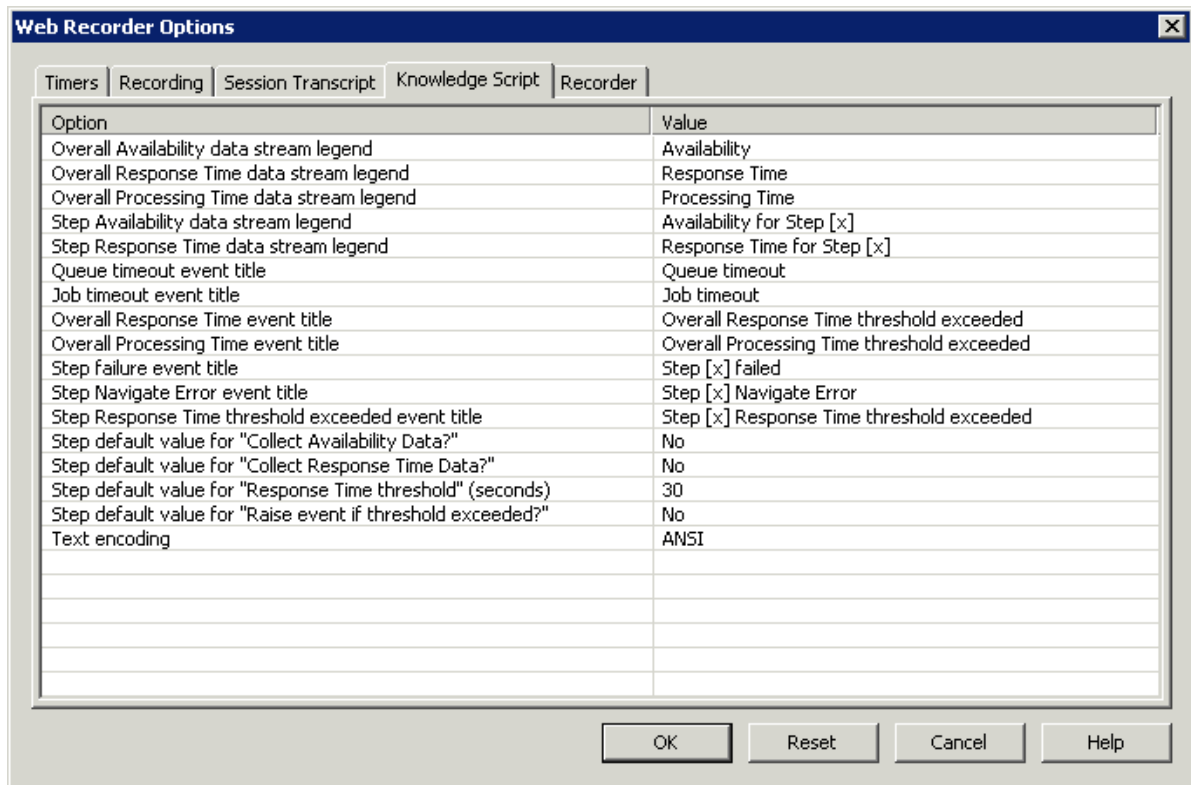 Web Recorder Options
Timers Recording Session Transcript Knowledge Script Recorder
Option Value
Overall Availability data stream legend Availability
Overall Response Time data stream legend Response Time
Overall Processing Time data stream legend Processing Time
Step Availability data stream legend Availability for Step [x]
Step Response Time data stream legend Response Time for Step [x]
Queue timeout event title Queue timeout
Job timeout event title Job timeout
Overall Response Time event title Overall Response Time threshold exceeded
Overall Processing Time event title Overall Processing Time threshold exceeded
Step failure event title Step [x] failed
Step Navigate Error event title Step [x] Navigate Error
Step Response Time threshold exceeded event title Step [x] Response Time threshold exceeded
Step default value for "Collect Availability Data?" No
Step default value for "Collect Response Time Data?" No
Step default value for "Response Time threshold" (seconds) 30
Step default value for "Raise event if threshold exceeded?" No
Text encoding ANSI
OK Reset Cancel Help